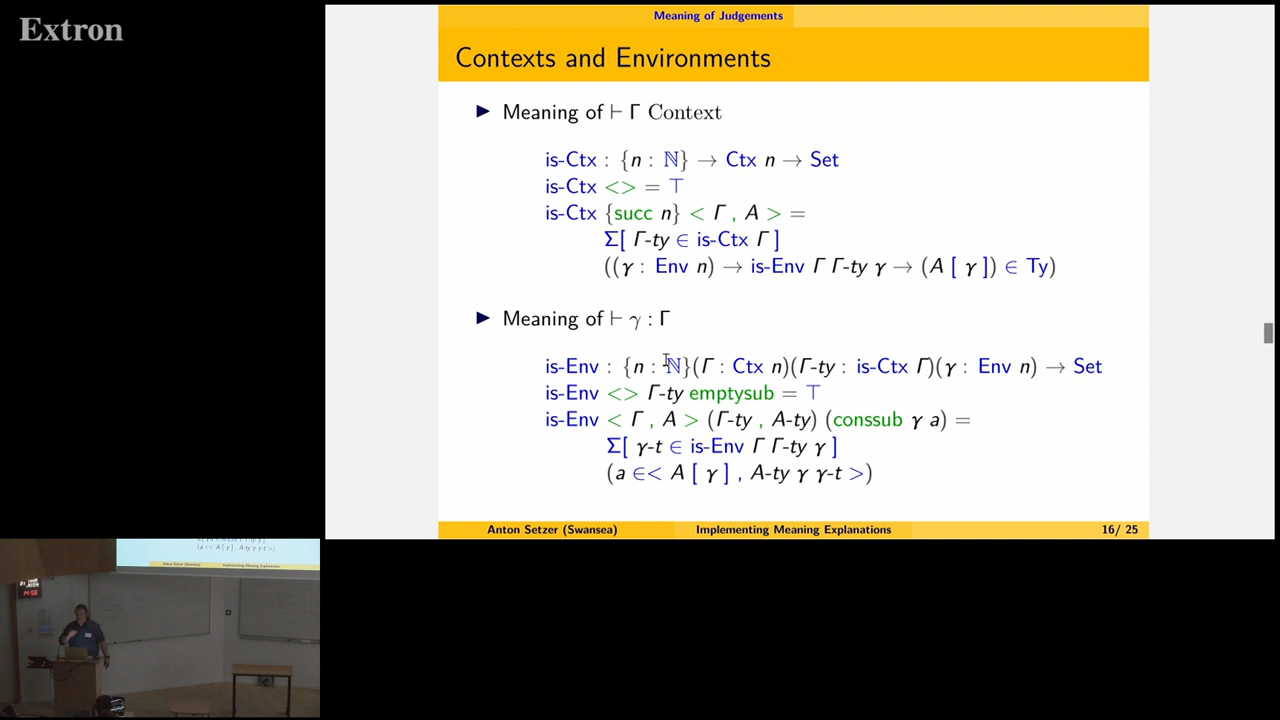 Extron
Meaning of Judgements
Contexts and Environments
▶ Meaning of ⊢ Γ Context
is-Ctx : {n : ℕ} → Ctx n → Set
is-Ctx <> = ⊤
is-Ctx {succ n} < Γ , A > =
Σ[ Γ-ty ∈ is-Ctx Γ ]
((γ : Env n) → is-Env Γ Γ-ty γ → (A [ γ ]) ∈ Ty)
▶ Meaning of ⊢ γ : Γ
is-Env : {n : ℕ}(Γ : Ctx n)(Γ-ty : is-Ctx Γ)(γ : Env n) → Set
is-Env <> Γ-ty emptysub = ⊤
is-Env < Γ , A > (Γ-ty , A-ty) (conssub γ a) =
Σ[ γ-t ∈ is-Env Γ Γ-ty γ ]
(a ∈< A [ γ ] , A-ty γ γ-t >)
Anton Setzer (Swansea) Implementing Meaning Explanations 16/ 25
(a ∈< A [ γ ] , A-ty γ γ-t >)